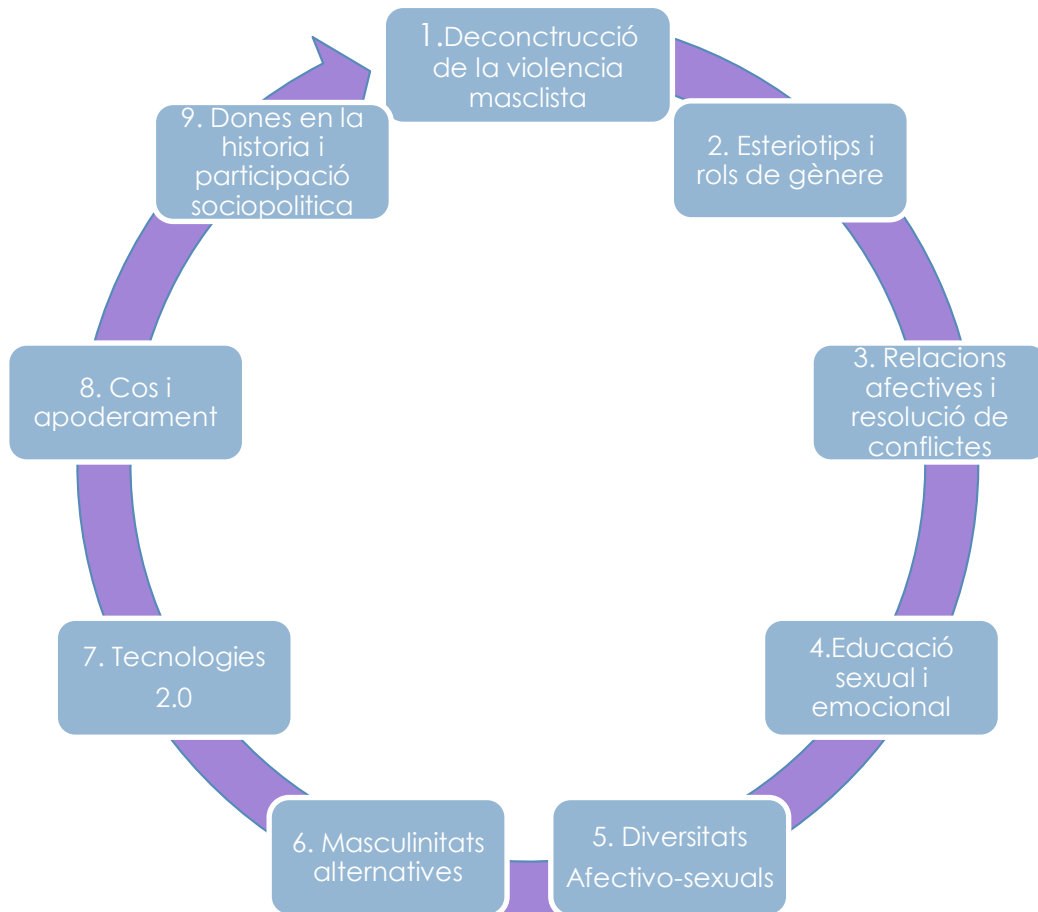 1.Deconctrucció
de la violencia
masclista
2. Esteriotips i
rols de gènere
3. Relacions
afectives i
resolució de
conflictes
4.Educació
sexual i
emocional
5. Diversitats
Afectivo-sexuals
6. Masculinitats
alternatives
7. Tecnologies
2.0
8. Cos i
apoderament
9. Dones en la
historia i
participació
sociopolitica